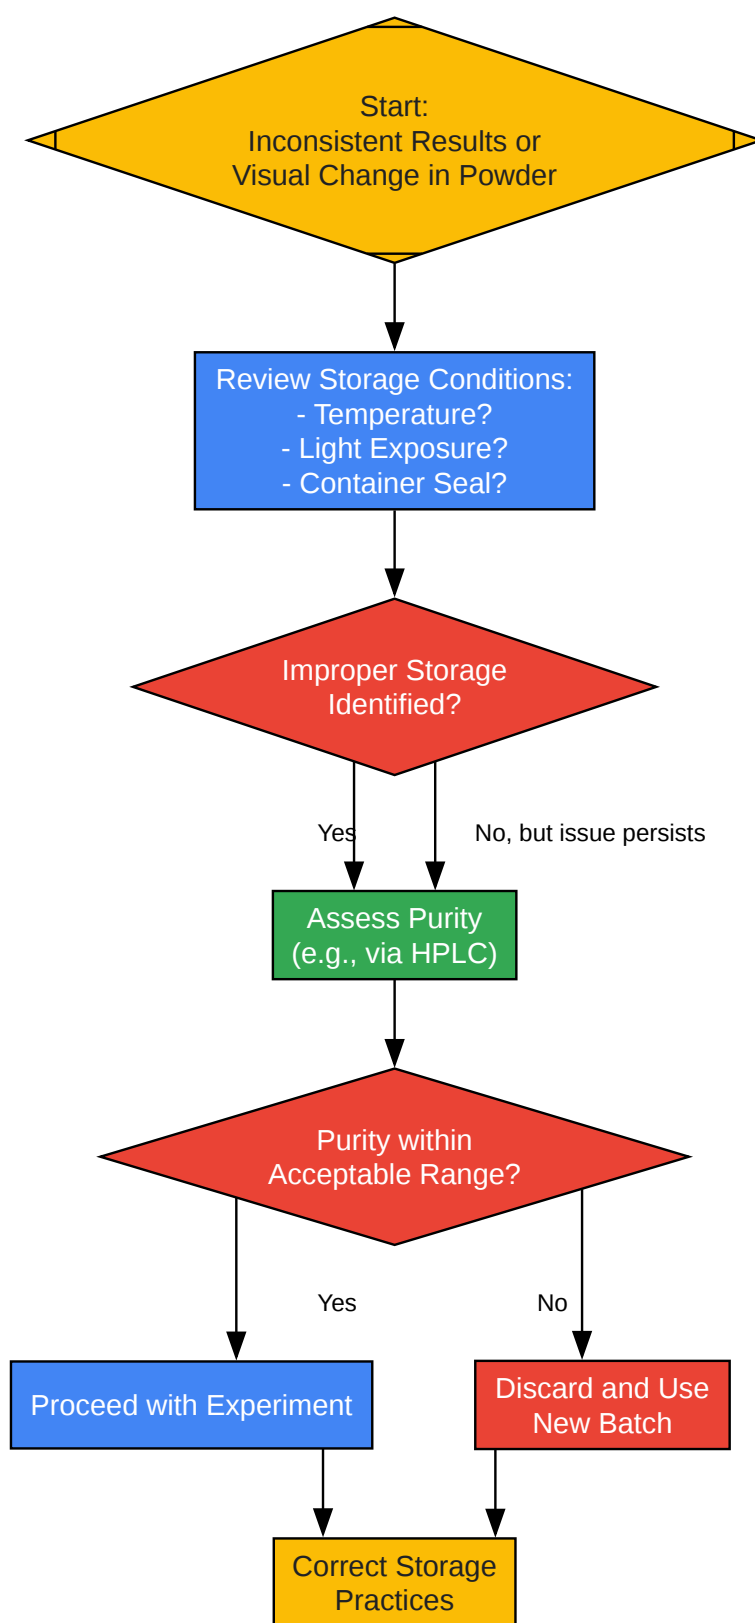 Start:
Inconsistent Results or
Visual Change in Powder
Review Storage Conditions:
- Temperature?
- Light Exposure?
- Container Seal?
Improper Storage
Identified?
Yes
No, but issue persists
Assess Purity
(e.g., via HPLC)
Purity within
Acceptable Range?
Yes
No
Proceed with Experiment
Discard and Use
New Batch
Correct Storage
Practices